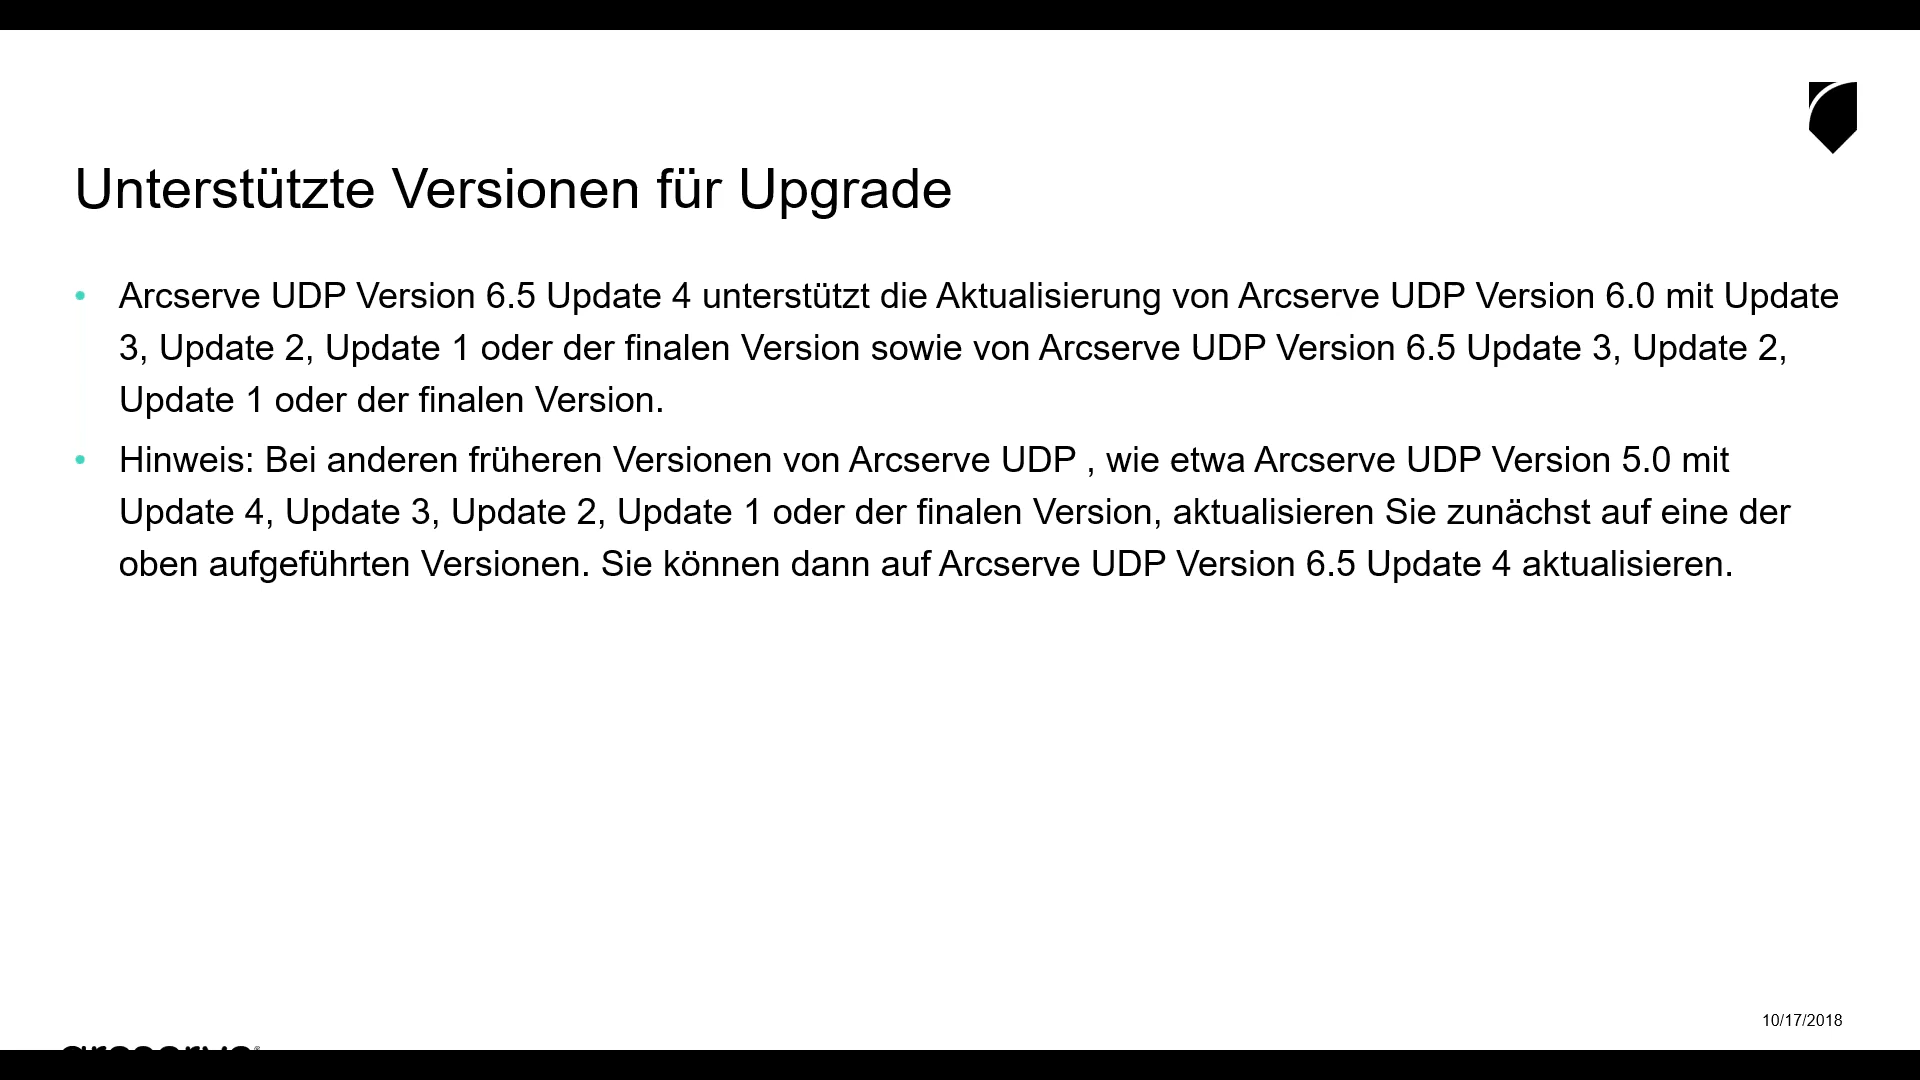 Unterstützte Versionen für Upgrade
• Arcserve UDP Version 6.5 Update 4 unterstützt die Aktualisierung von Arcserve UDP Version 6.0 mit Update
3, Update 2, Update 1 oder der finalen Version sowie von Arcserve UDP Version 6.5 Update 3, Update 2,
Update 1 oder der finalen Version.
• Hinweis: Bei anderen früheren Versionen von Arcserve UDP , wie etwa Arcserve UDP Version 5.0 mit
Update 4, Update 3, Update 2, Update 1 oder der finalen Version, aktualisieren Sie zunächst auf eine der
oben aufgeführten Versionen. Sie können dann auf Arcserve UDP Version 6.5 Update 4 aktualisieren.
10/17/2018